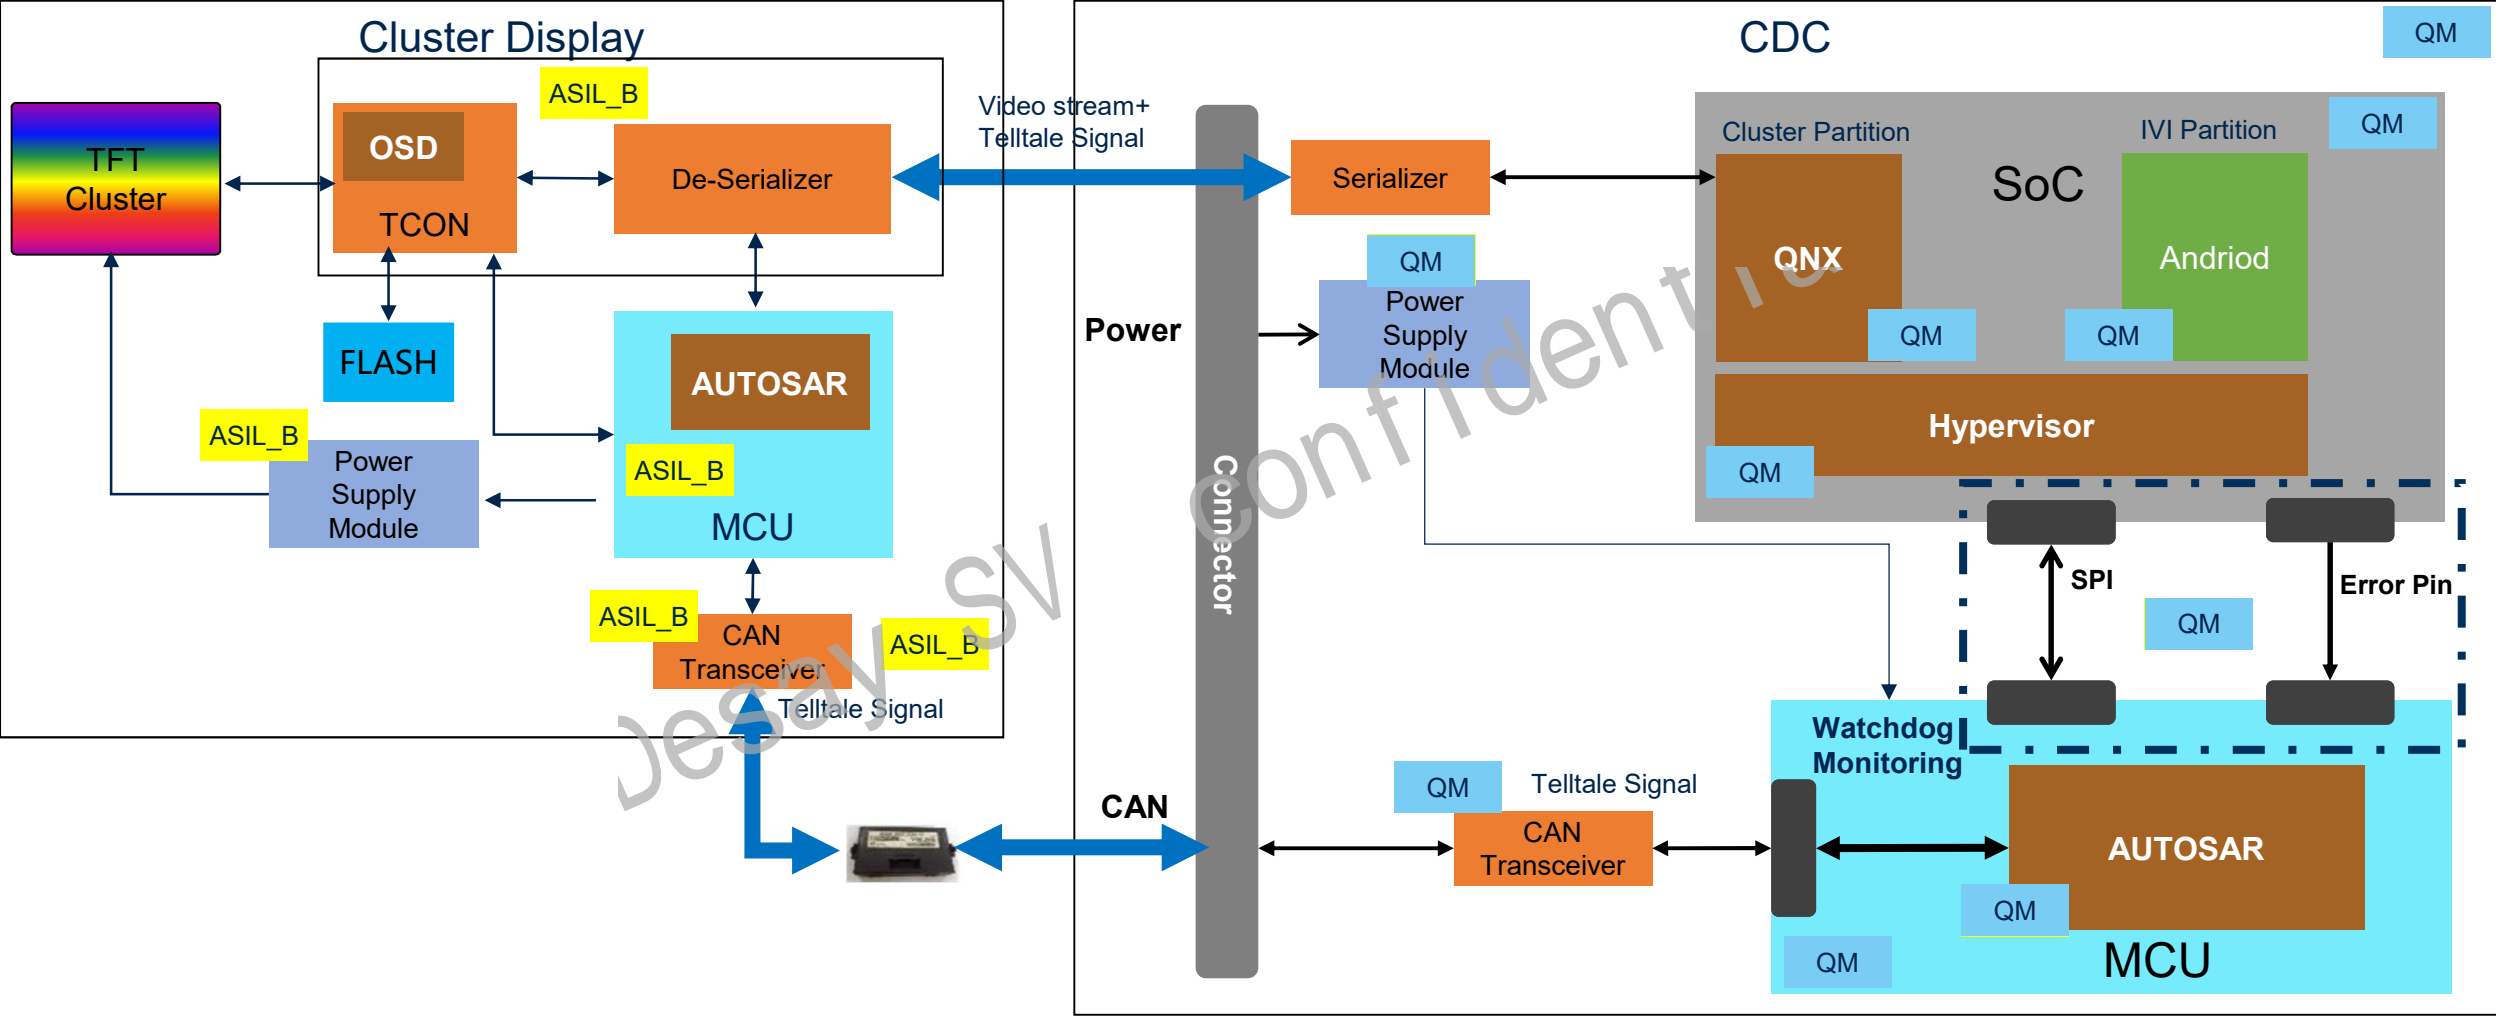 Cluster Display
CDC
QM
ASIL_B
OSD
TCON
De-Serializer
TFT
Cluster
Video stream+
Telltale Signal
Serializer
Cluster Partition
IVI Partition
QM
SoC
QNX
Andriod
QM
QM
Hypervisor
QM
QM
Power
Supply
Module
Power
Connector
FLASH
AUTOSAR
ASIL_B
MCU
ASIL_B
Power
Supply
Module
ASIL_B
CAN
Transceiver
ASIL_B
Telltale Signal
SPI
Error Pin
QM
Watchdog
Monitoring
CAN
QM
Telltale Signal
CAN
Transceiver
AUTOSAR
QM
QM
MCU
Desay SV confidential